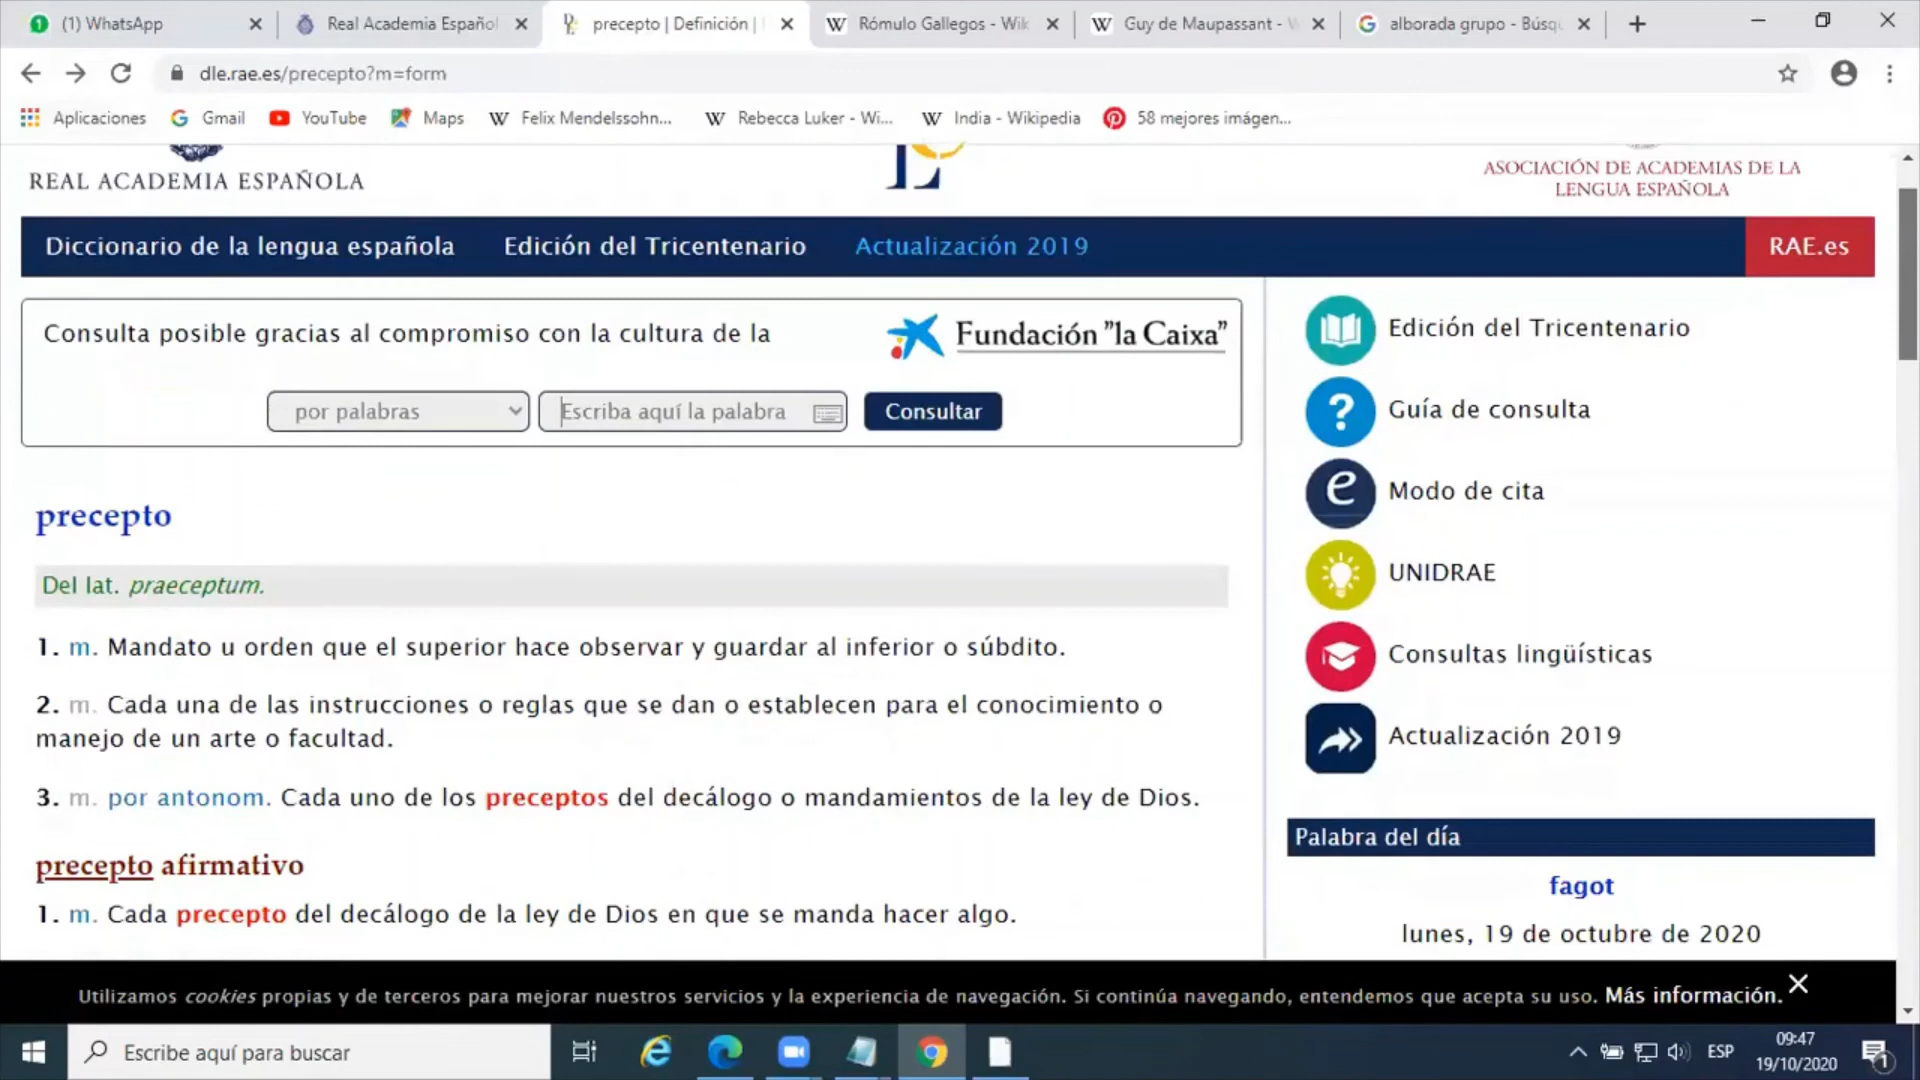 (1) WhatsApp
Real Academia Español
precepto | Definición |
Rómulo Gallegos - Wik
Guy de Maupassant - W
alborada grupo - Búsqu
dle.rae.es/precepto?m=form
Aplicaciones
Gmail
YouTube
Maps
Felix Mendelssohn...
Rebecca Luker - Wi...
India - Wikipedia
58 mejores imágen...
REAL ACADEMIA ESPAÑOLA
ASOCIACIÓN DE ACADEMIAS DE LA
LENGUA ESPAÑOLA
Diccionario de la lengua española
Edición del Tricentenario
Actualización 2019
RAE.es
Consulta posible gracias al compromiso con la cultura de la
Fundación "la Caixa"
por palabras
Escriba aquí la palabra
Consultar
precepto
Del lat. praeceptum.
1. m. Mandato u orden que el superior hace observar y guardar al inferior o súbdito.
2. m. Cada una de las instrucciones o reglas que se dan o establecen para el conocimiento o
manejo de un arte o facultad.
3. m. por antonom. Cada uno de los preceptos del decálogo o mandamientos de la ley de Dios.
precepto afirmativo
1. m. Cada precepto del decálogo de la ley de Dios en que se manda hacer algo.
Edición del Tricentenario
Guía de consulta
Modo de cita
UNIDRAE
Consultas lingüísticas
Actualización 2019
Palabra del día
fagot
lunes, 19 de octubre de 2020
Utilizamos cookies propias y de terceros para mejorar nuestros servicios y la experiencia de navegación. Si continúa navegando, entendemos que acepta su uso. Más información.
Escribe aquí para buscar
ESP
09:47
19/10/2020
1